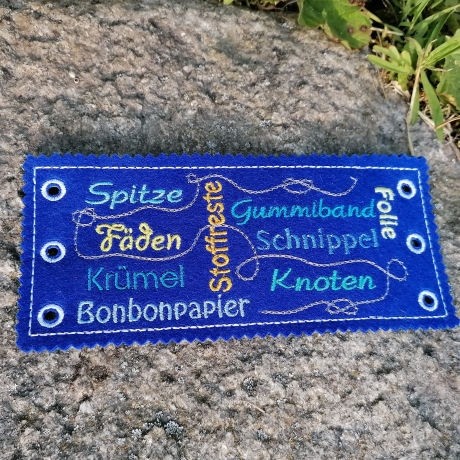 Spitze
Fäden
Krümel
Bonbonpapier
Stoffreste
Gummiband
Schnippel
Knoten
Folie